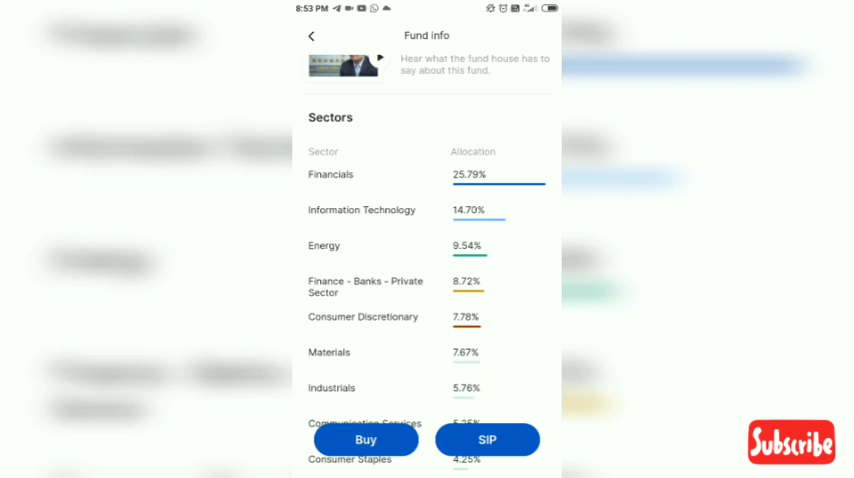 8:53 PM
Fund info
Hear what the fund house has to
say about this fund.
Sectors
Sector Allocation
Financials 25.79%
Information Technology 14.70%
Energy 9.54%
Finance - Banks - Private
Sector 8.72%
Consumer Discretionary 7.78%
Materials 7.67%
Industrials 5.76%
Communication Services 5.25%
Buy SIP
Consumer Staples 4.25%
Subscribe